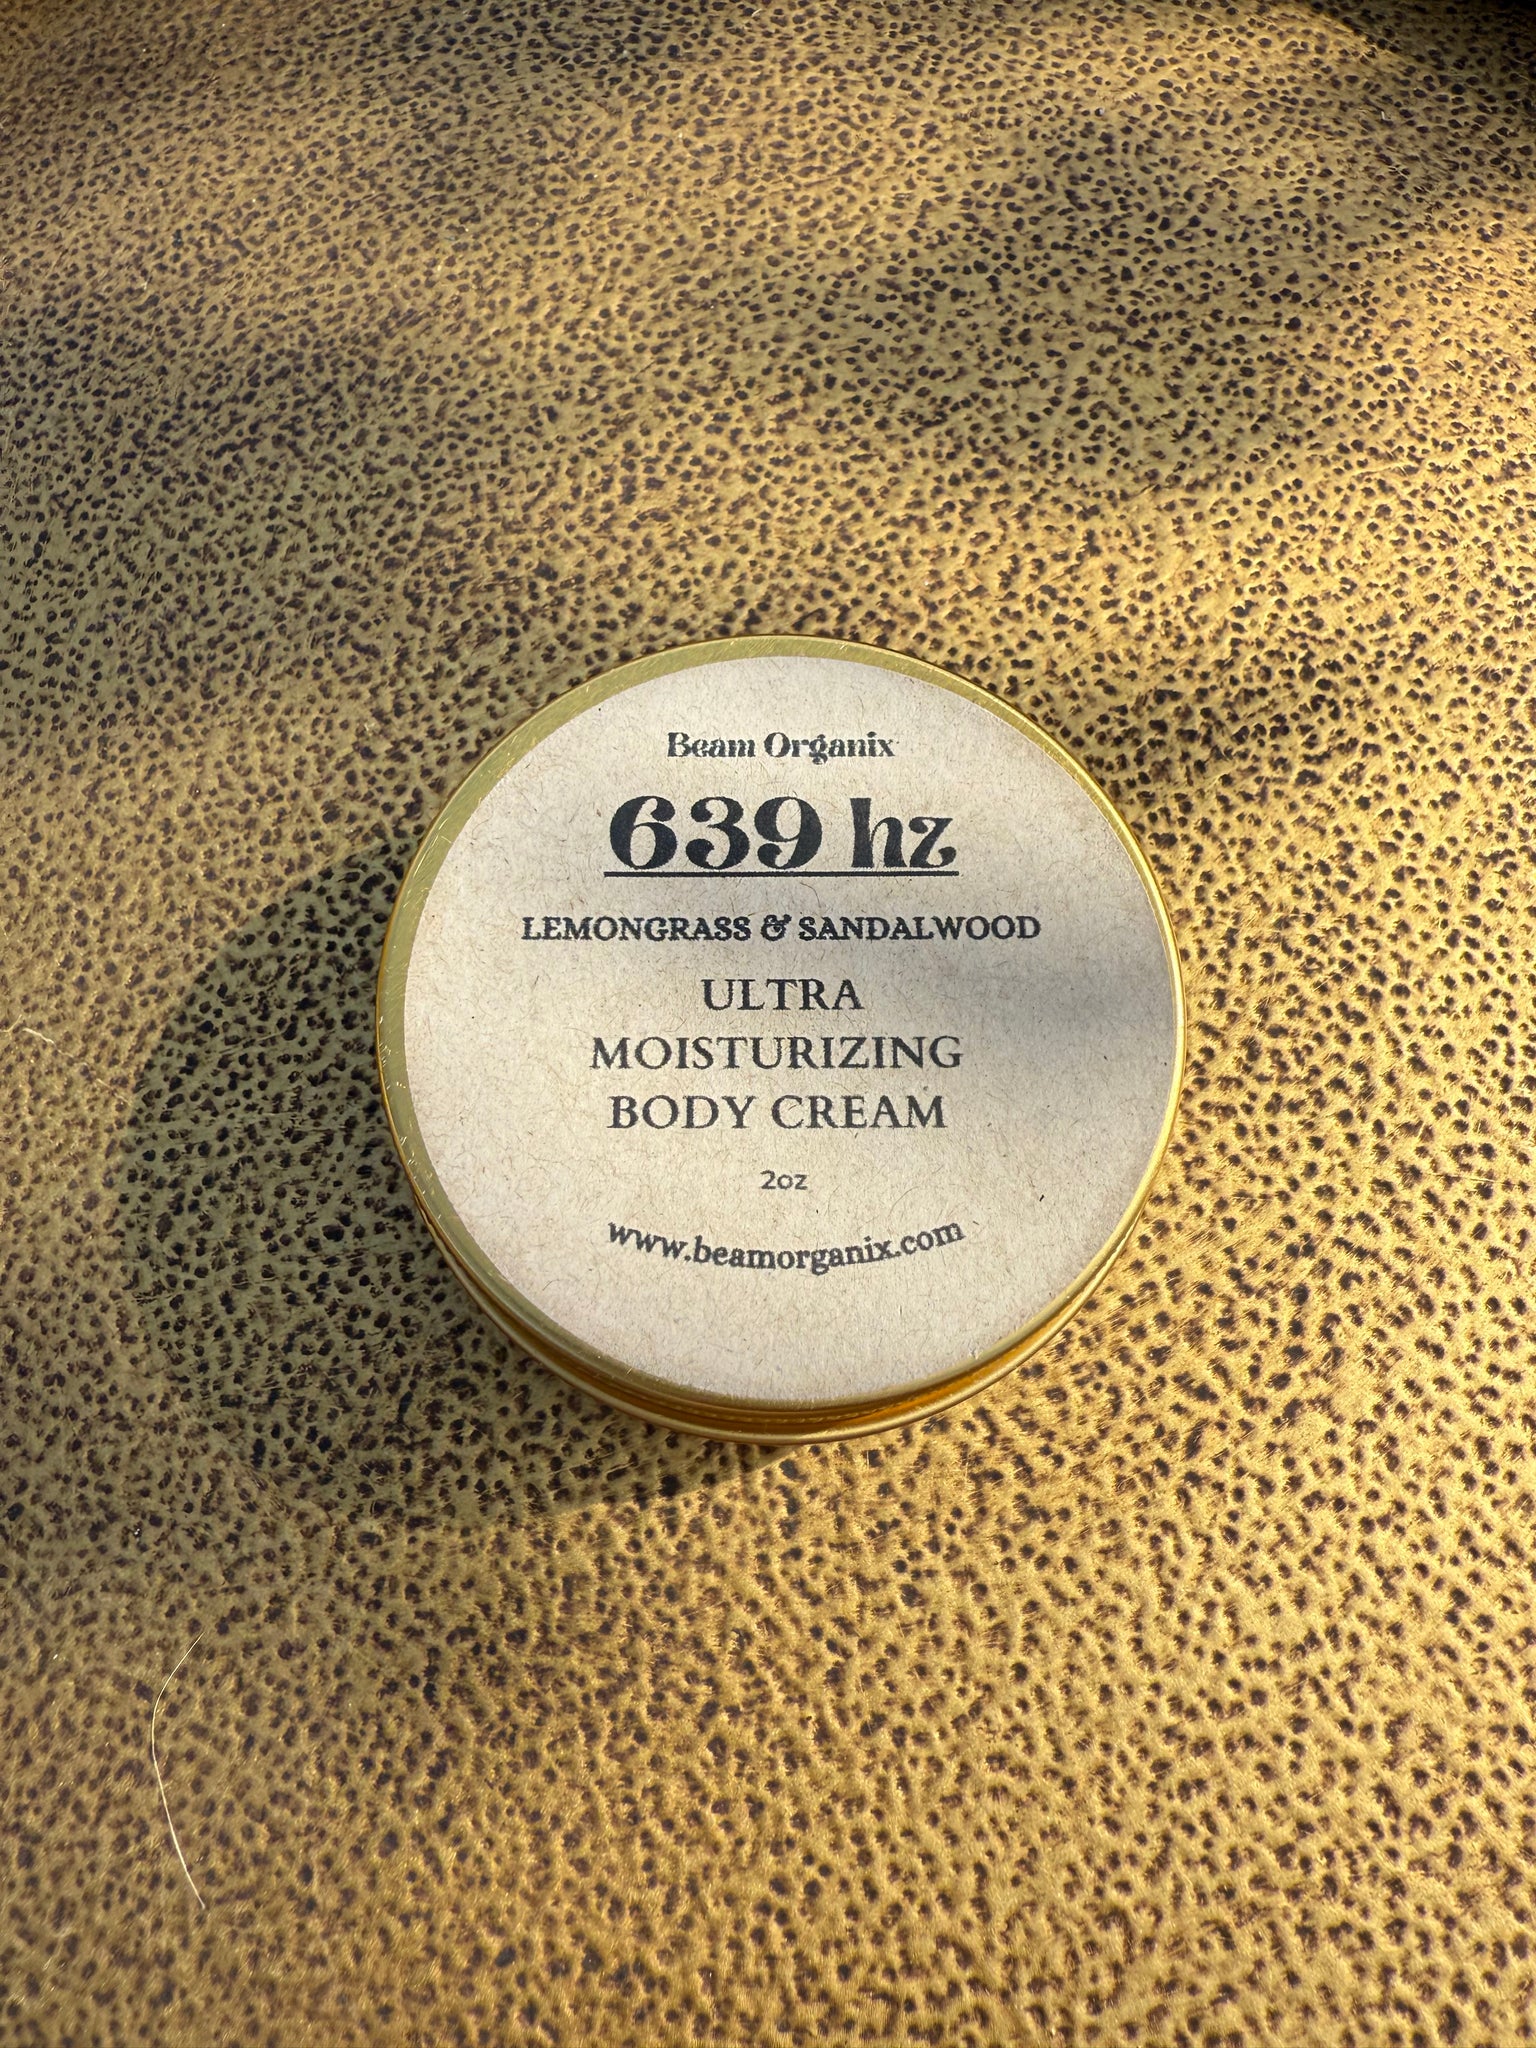 Beam Organix
639 hz
LEMONGRASS & SANDALWOOD
ULTRA
MOISTURIZING
BODY CREAM
2oz
www.beamorganix.com